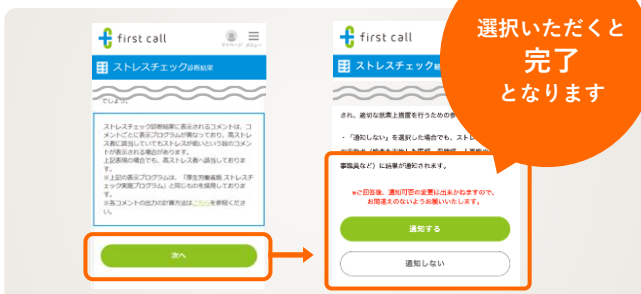 first call
マイページ メニュー
ストレスチェック診断結果
でしょう。
ストレスチェック診断結果に表示されるコメントは、コ
メントごとに表示プログラムが異なっており、高ストレ
ス者に該当していてもストレスが低いという旨のコメン
トが表示される場合があります。
上記表現の場合でも、高ストレス者へ該当しておりま
す。
※上記の表示プログラムは、「厚生労働省版 ストレスチ
ェック実施プログラム」と同じものを採用しておりま
す。
※各コメントの出力の計算方法はこちらを参照くださ
い。
次へ
first call
ストレスチェック
され、適切な就業上措置を行うための
・「通知しない」を選択した場合でも、スト
事職員など）に結果が通知されます。
※ご回答後、通知可否の変更は出来かねますので、
お間違えのないようお願いいたします。
通知する
通知しない
選択いただくと
完了
となります